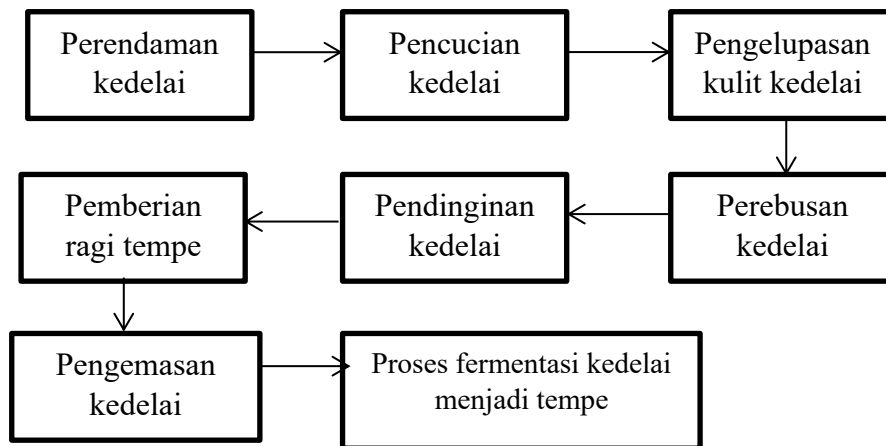 Perendaman
kedelai
Pencucian
kedelai
Pengelupasan
kulit kedelai
Perebusan
kedelai
Pendinginan
kedelai
Pemberian
ragi tempe
Pengemasan
kedelai
Proses fermentasi kedelai
menjadi tempe